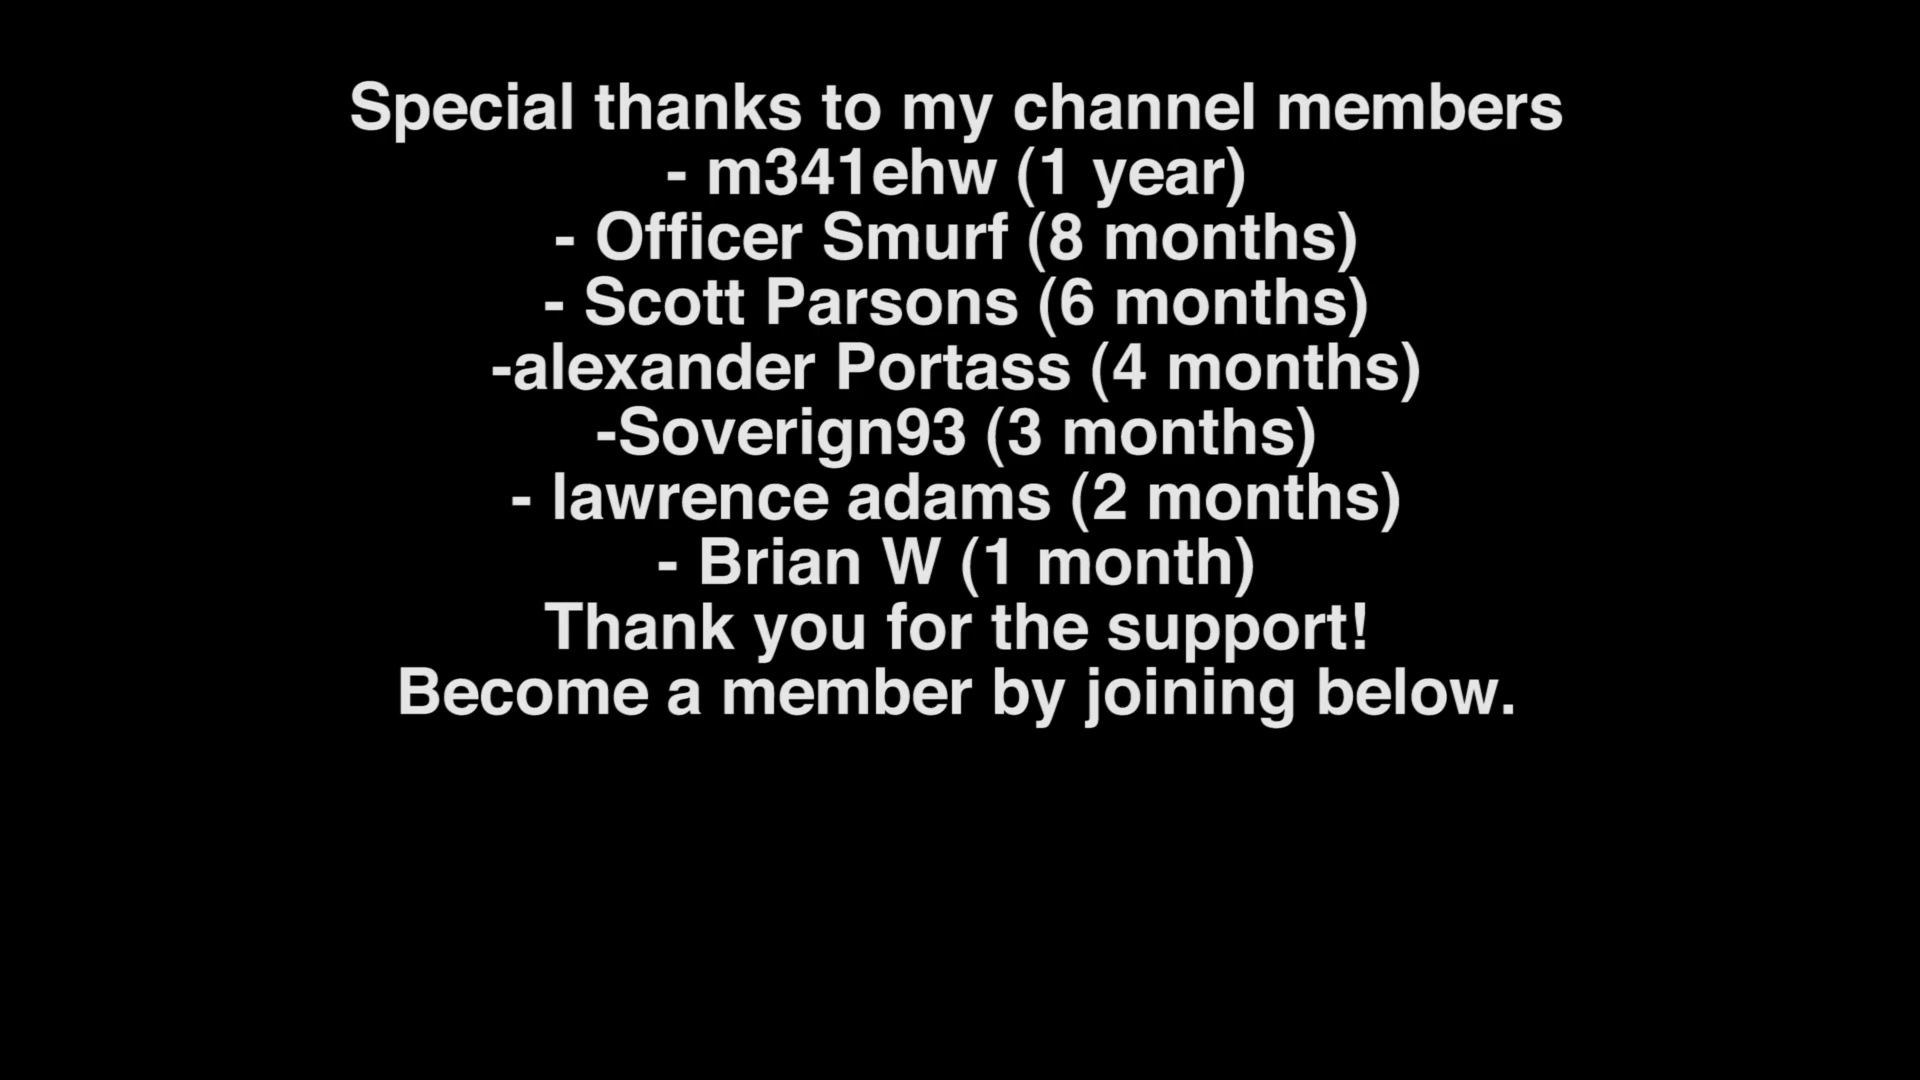 Special thanks to my channel members
- m341ehw (1 year)
- Officer Smurf (8 months)
- Scott Parsons (6 months)
-alexander Portass (4 months)
-Soverign93 (3 months)
- lawrence adams (2 months)
- Brian W (1 month)
Thank you for the support!
Become a member by joining below.